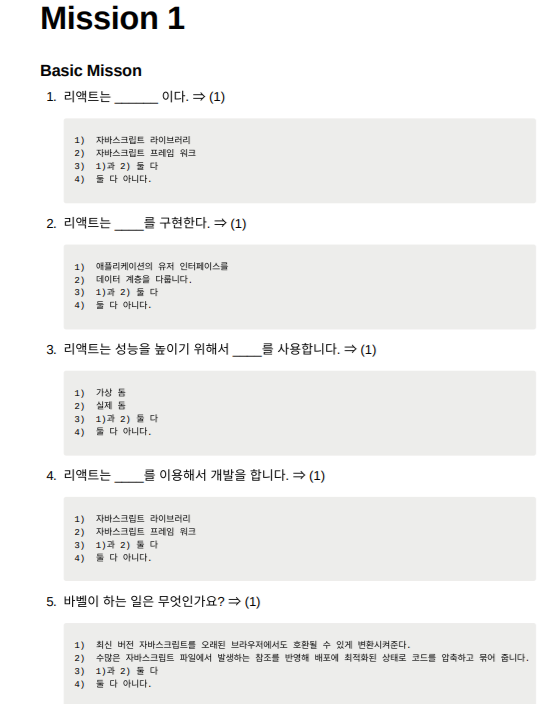 Mission 1
Basic Misson
1. 리액트는 ______ 이다. ⇒ (1)
1) 자바스크립트 라이브러리
2) 자바스크립트 프레임 워크
3) 1)과 2) 둘 다
4) 둘 다 아니다.
2. 리액트는 ____를 구현한다. ⇒ (1)
1) 애플리케이션의 유저 인터페이스를
2) 데이터 계층을 다룹니다.
3) 1)과 2) 둘 다
4) 둘 다 아니다.
3. 리액트는 성능을 높이기 위해서 ____를 사용합니다. ⇒ (1)
1) 가상 돔
2) 실제 돔
3) 1)과 2) 둘 다
4) 둘 다 아니다.
4. 리액트는 ____를 이용해서 개발을 합니다. ⇒ (1)
1) 자바스크립트 라이브러리
2) 자바스크립트 프레임 워크
3) 1)과 2) 둘 다
4) 둘 다 아니다.
5. 바벨이 하는 일은 무엇인가요? ⇒ (1)
1) 최신 버전 자바스크립트를 오래된 브라우저에서도 호환될 수 있게 변환시켜준다.
2) 수많은 자바스크립트 파일에서 발생하는 참조를 반영해 배포에 최적화된 상태로 코드를 압축하고 묶어 줍니다.
3) 1)과 2) 둘 다
4) 둘 다 아니다.